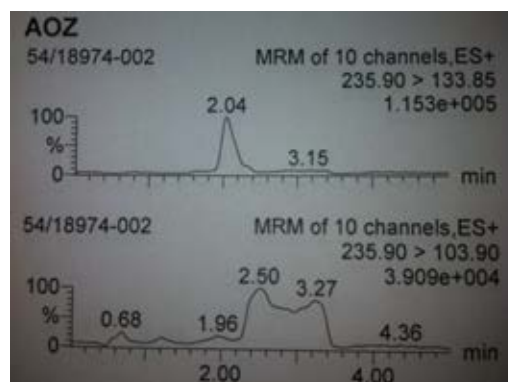 AOZ
54/18974-002 MRM of 10 channels,ES+
235.90 > 133.85
1.153e+005
100
2.04
%
3.15
0
min
54/18974-002 MRM of 10 channels,ES+
235.90 > 103.90
3.909e+004
100
2.50 3.27
%
0.68 1.96 4.36
0
min
2.00 4.00